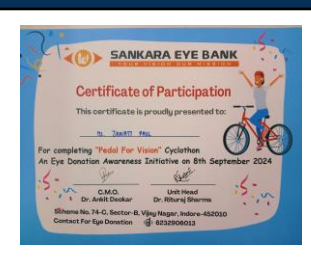 SANKARA EYE BANK
YOUR VISION OUR MISSION
Certificate of Participation
This certificate is proudly presented to:
For completing "Pedal For Vision" Cyclothon
An Eye Donation Awareness Initiative on 8th September 2024
C.M.O. Unit Head
Dr. Ankit Deokar Dr. Rituraj Sharma
Scheme No. 74-C, Sector-B, Vijay Nagar, Indore-452010
Contact For Eye Donation : 8232906013